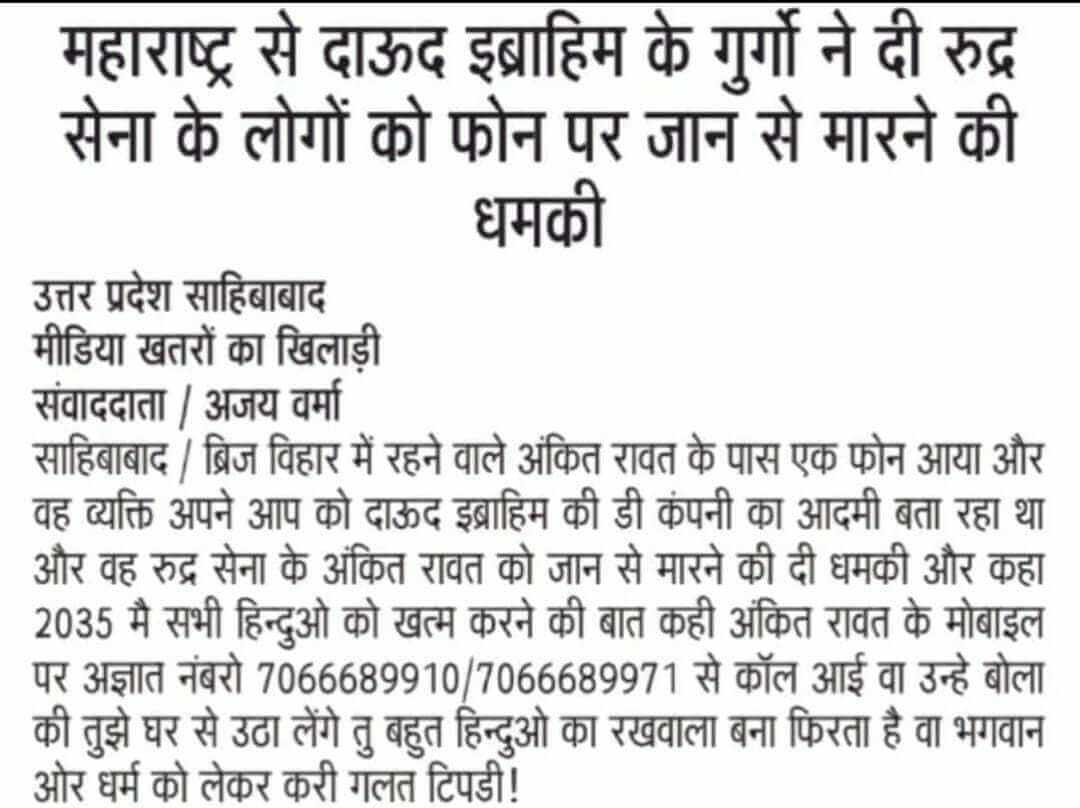 महाराष्ट्र से दाऊद इब्राहिम के गुर्गो ने दी रुद्र
सेना के लोगों को फोन पर जान से मारने की
धमकी
उत्तर प्रदेश साहिबाबाद
मीडिया खतरों का खिलाड़ी
संवाददाता / अजय वर्मा
साहिबाबाद / ब्रिज विहार में रहने वाले अंकित रावत के पास एक फोन आया और
वह व्यक्ति अपने आप को दाऊद इब्राहिम की डी कंपनी का आदमी बता रहा था
और वह रुद्र सेना के अंकित रावत को जान से मारने की दी धमकी और कहा
2035 मै सभी हिन्दुओ को खत्म करने की बात कही अंकित रावत के मोबाइल
पर अज्ञात नंबरो 7066689910/7066689971 से कॉल आई वा उन्हे बोला
की तुझे घर से उठा लेंगे तु बहुत हिन्दुओ का रखवाला बना फिरता है वा भगवान
ओर धर्म को लेकर करी गलत टिपडी!